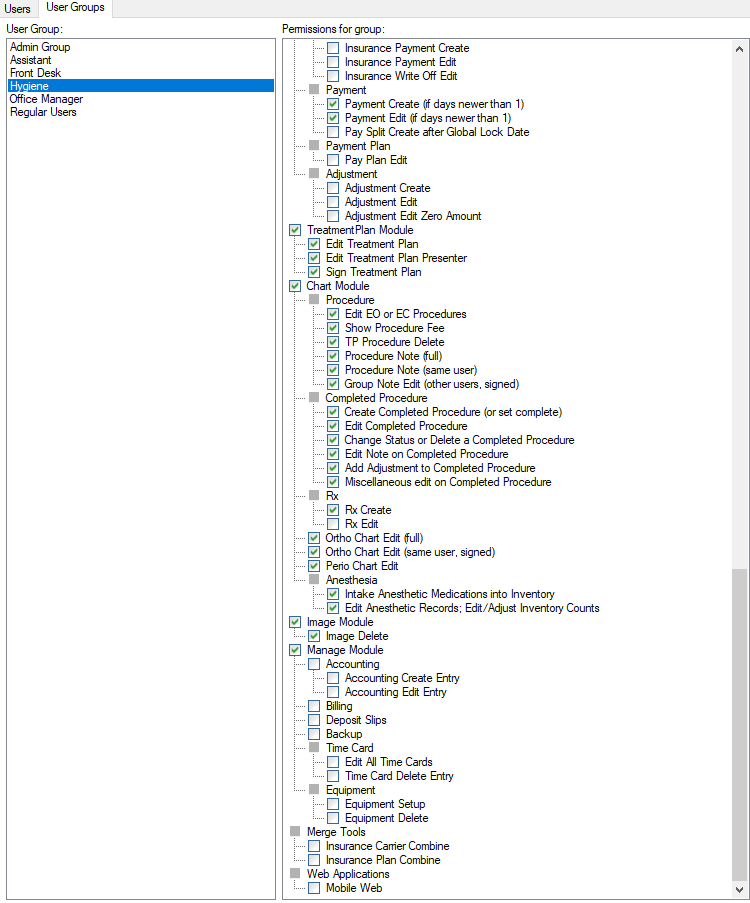 Users
User Groups
User Group:
Permissions for group:
Admin Group
Assistant
Front Desk
Hygiene
Office Manager
Regular Users
Insurance Payment Create
Insurance Payment Edit
Insurance Write Off Edit
Payment
Payment Create (if days newer than 1)
Payment Edit (if days newer than 1)
Pay Split Create after Global Lock Date
Payment Plan
Pay Plan Edit
Adjustment
Adjustment Create
Adjustment Edit
Adjustment Edit Zero Amount
TreatmentPlan Module
Edit Treatment Plan
Edit Treatment Plan Presenter
Sign Treatment Plan
Chart Module
Procedure
Edit EO or EC Procedures
Show Procedure Fee
TP Procedure Delete
Procedure Note (full)
Procedure Note (same user)
Group Note Edit (other users, signed)
Completed Procedure
Create Completed Procedure (or set complete)
Edit Completed Procedure
Change Status or Delete a Completed Procedure
Edit Note on Completed Procedure
Add Adjustment to Completed Procedure
Miscellaneous edit on Completed Procedure
Rx
Rx Create
Rx Edit
Ortho Chart Edit (full)
Ortho Chart Edit (same user, signed)
Perio Chart Edit
Anesthesia
Intake Anesthetic Medications into Inventory
Edit Anesthetic Records; Edit/Adjust Inventory Counts
Image Module
Image Delete
Manage Module
Accounting
Accounting Create Entry
Accounting Edit Entry
Billing
Deposit Slips
Backup
Time Card
Edit All Time Cards
Time Card Delete Entry
Equipment
Equipment Setup
Equipment Delete
Merge Tools
Insurance Carrier Combine
Insurance Plan Combine
Web Applications
Mobile Web